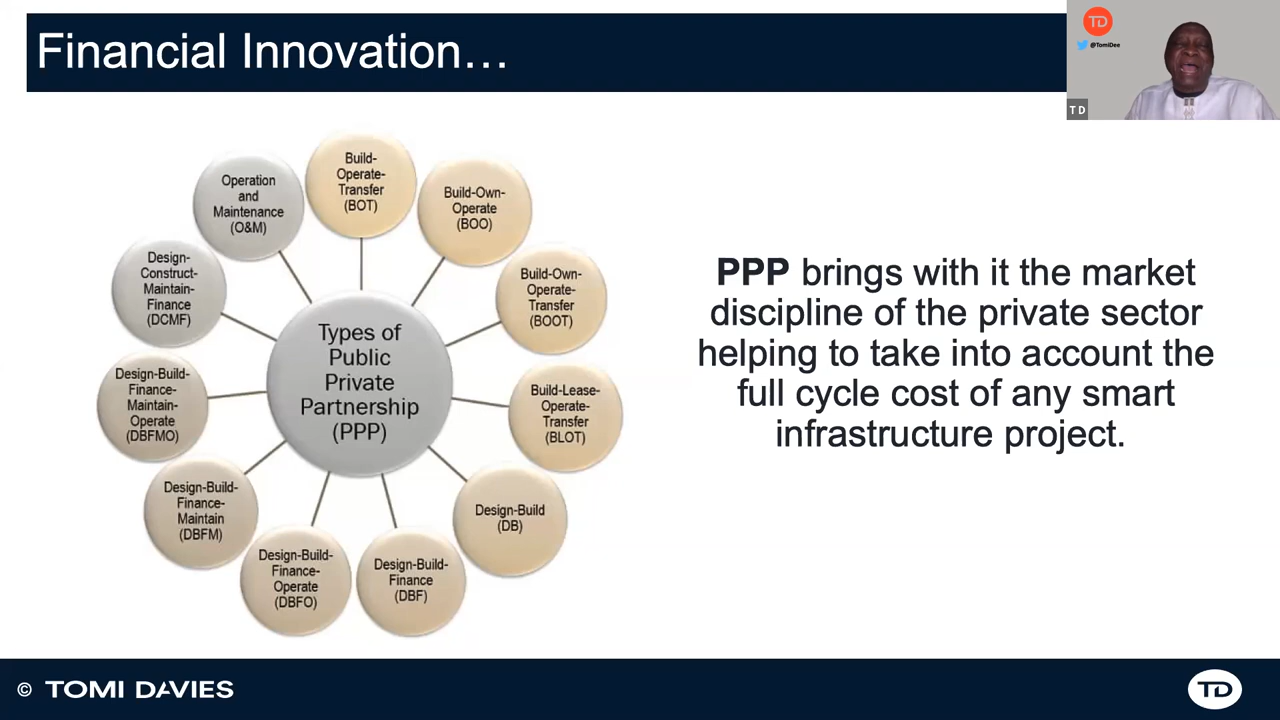 Financial Innovation…
TD
@TomiDee
T D
Build-
Operate-
Transfer
(BOT)
Build-Own-
Operate
(BOO)
Build-Own-
Operate-
Transfer
(BOOT)
Build-Lease-
Operate-
Transfer
(BLOT)
Design-Build
(DB)
Design-Build-
Finance
(DBF)
Design-Build-
Finance-
Operate
(DBFO)
Design-Build-
Finance-
Maintain
(DBFM)
Design-Build-
Finance-
Maintain-
Operate
(DBFMO)
Design-
Construct-
Maintain-
Finance
(DCMF)
Operation
and
Maintenance
(O&M)
Types of
Public
Private
Partnership
(PPP)
PPP brings with it the market
discipline of the private sector
helping to take into account the
full cycle cost of any smart
infrastructure project.
© TOMI DAVIES
TD